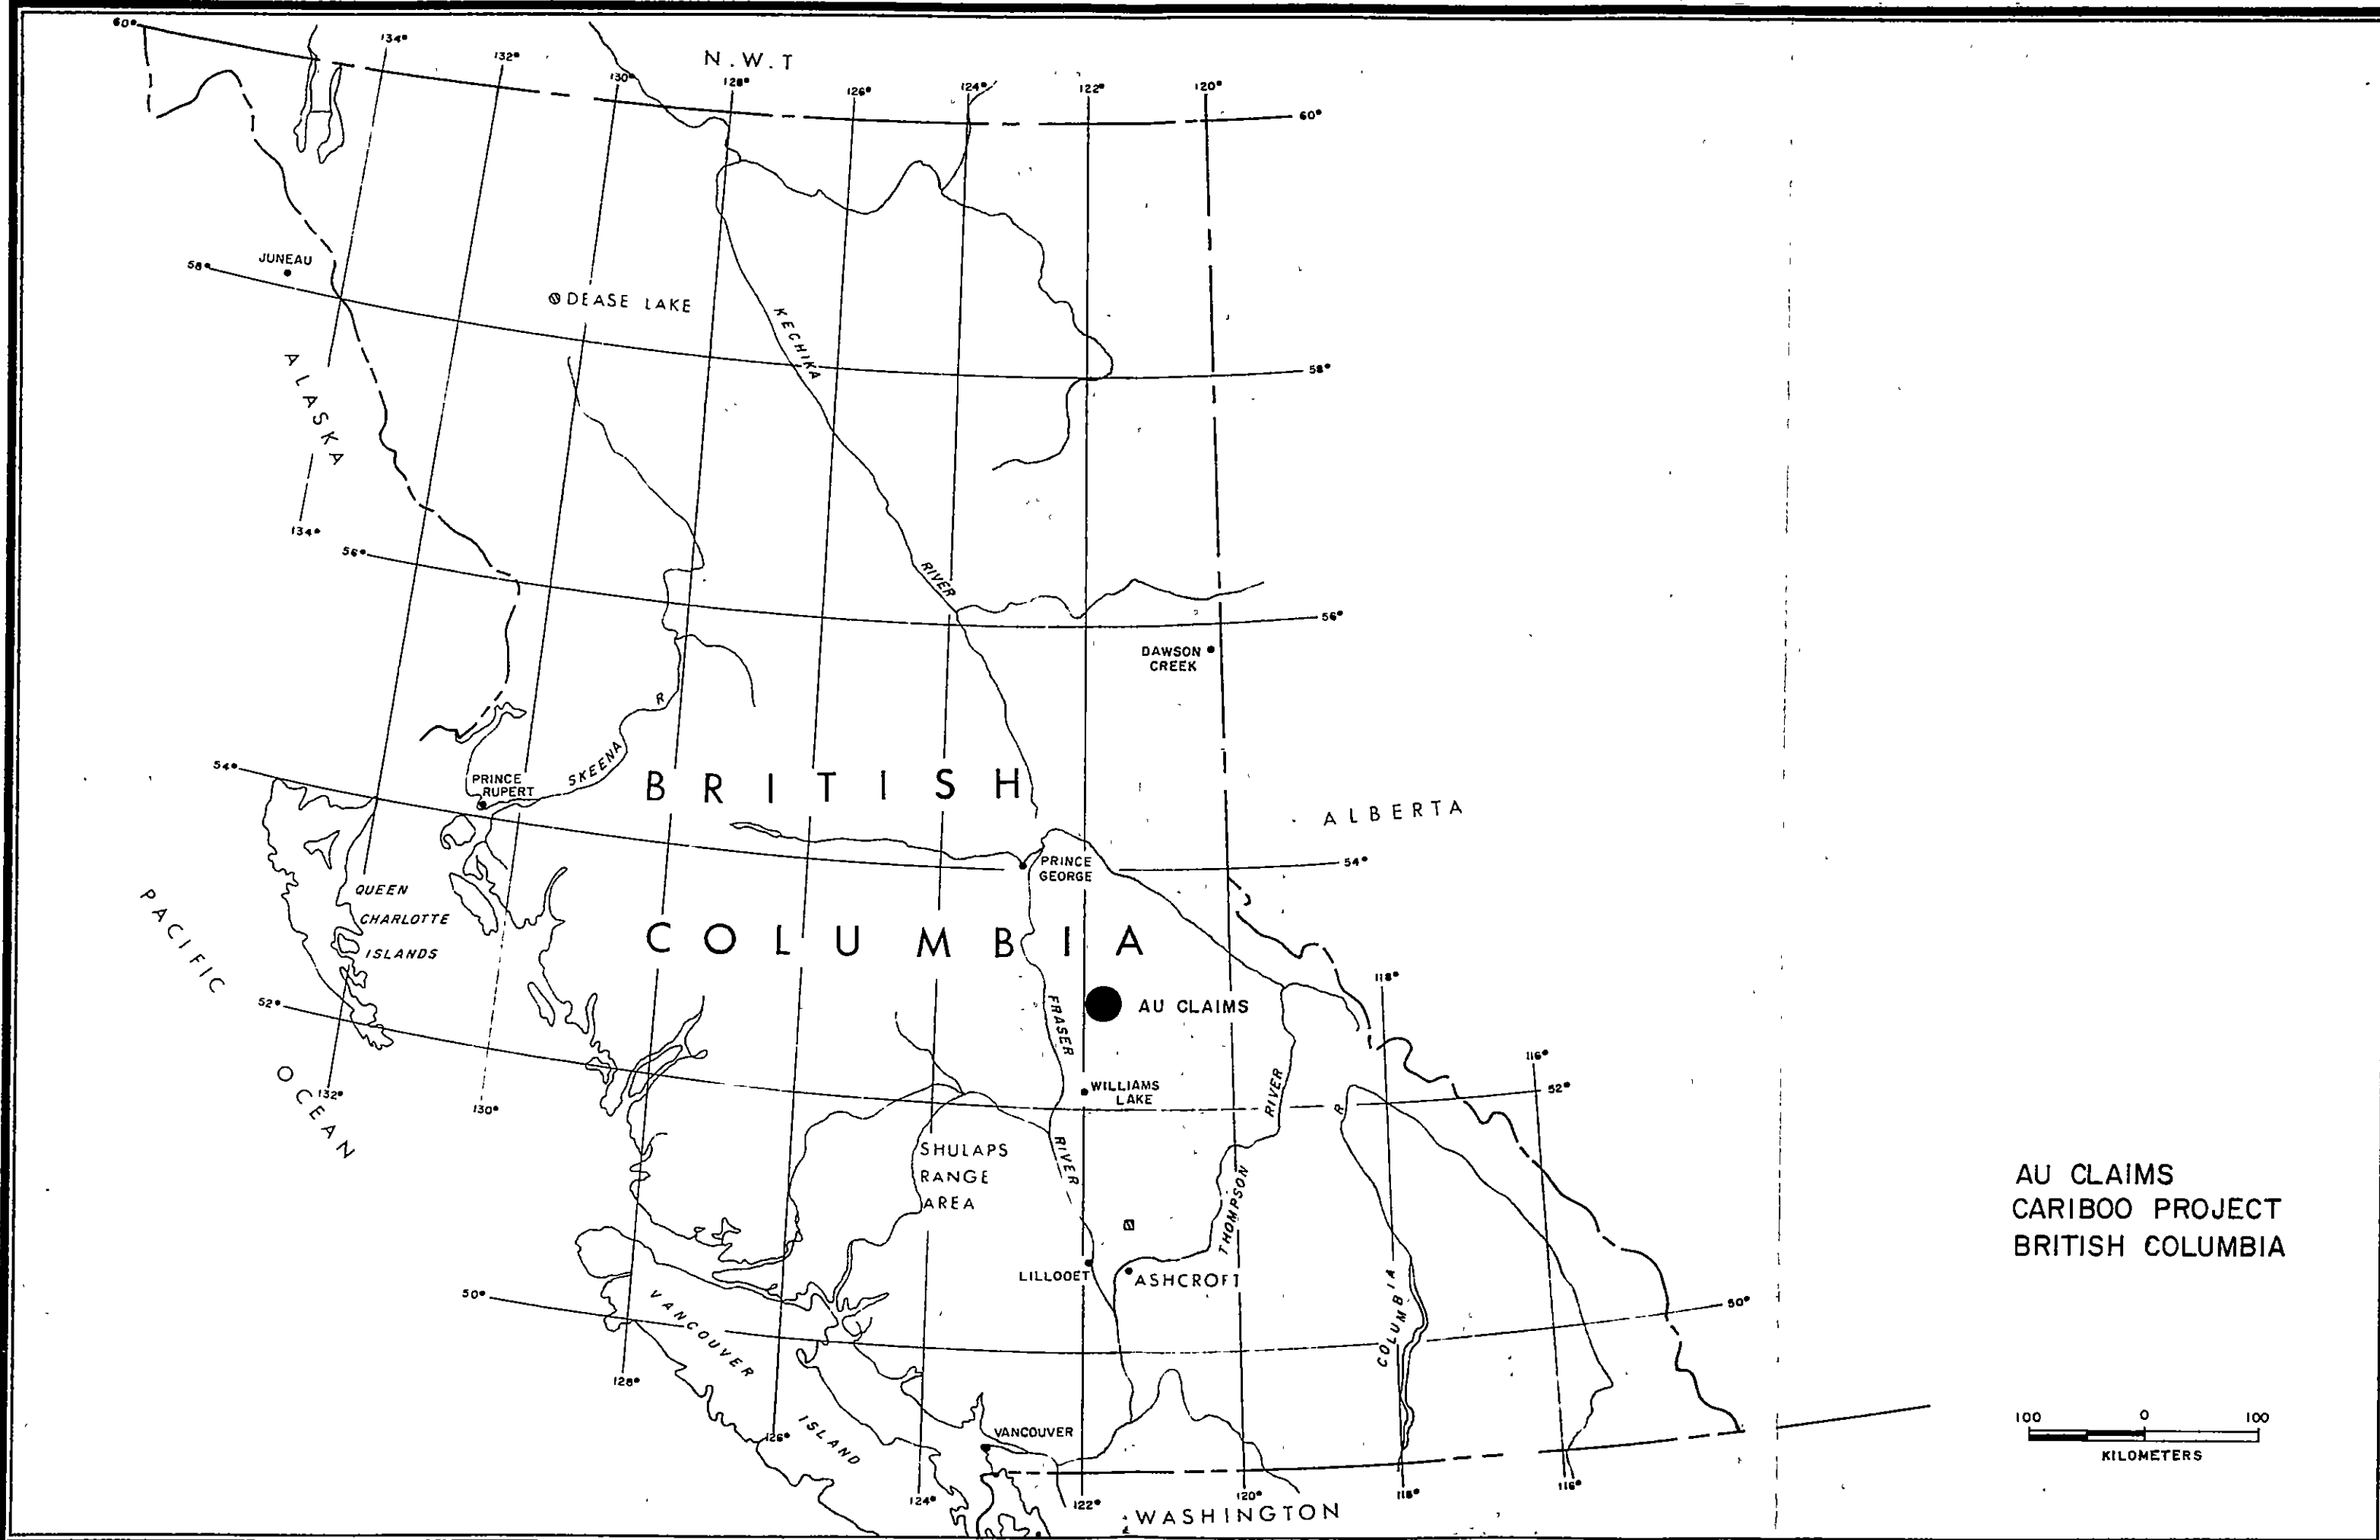 60°
134°
132°
130°
N.W.T
128°
126°
124°
122°
120°
60°
58°
JUNEAU
DEASE LAKE
KECHIKA
RIVER
58°
ALASKA
134°
56°
56°
DAWSON
CREEK
54°
PRINCE
RUPERT
SKEENA
R
BRITISH
ALBERTA
PRINCE
GEORGE
54°
QUEEN
CHARLOTTE
ISLANDS
PACIFIC
OCEAN
COLUMBIA
118°
52°
FRASER
RIVER
AU CLAIMS
116°
52°
132°
130°
WILLIAMS
LAKE
RIVER
THOMPSON
R
COLUMBIA
SHULAPS
RANGE
AREA
AU CLAIMS
CARIBOO PROJECT
BRITISH COLUMBIA
LILLOOET
ASHCROFT
50°
50°
VANCOUVER
ISLAND
128°
126°
VANCOUVER
124°
122°
120°
118°
116°
WASHINGTON
100
0
100
KILOMETERS